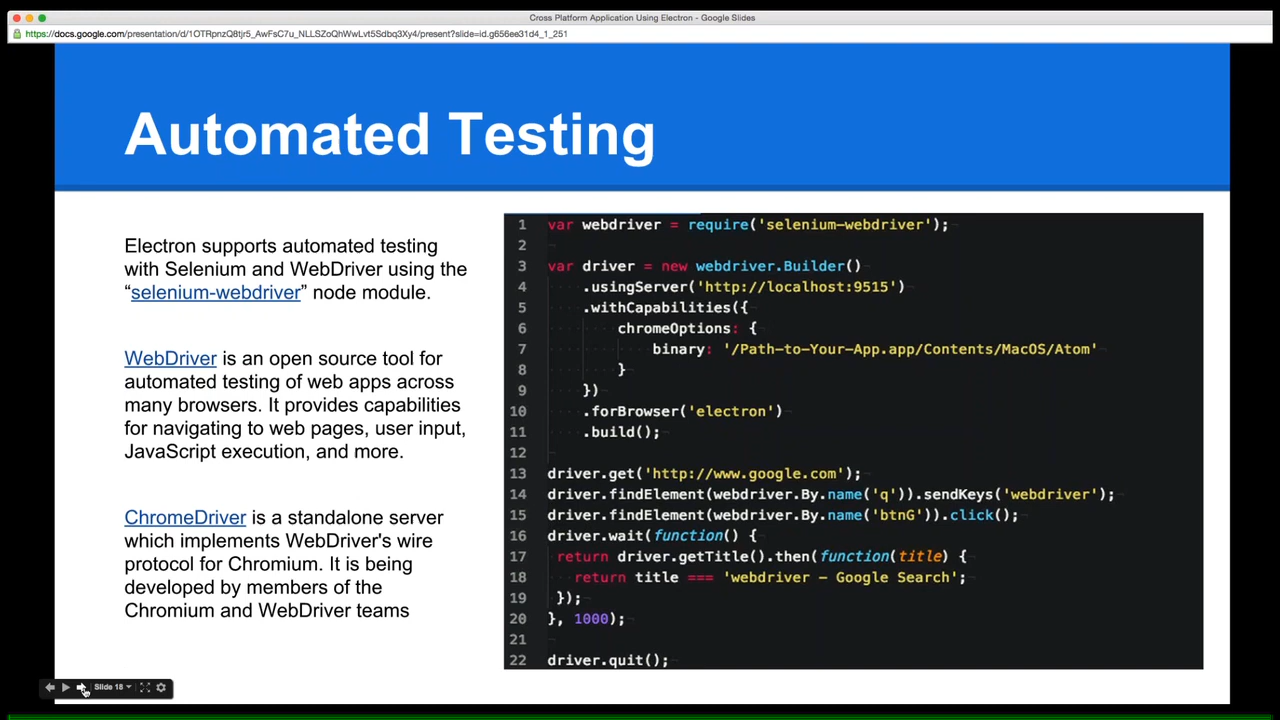 Cross Platform Application Using Electron - Google Slides
https://docs.google.com/presentation/d/1OTRpnzQ8tjr5_AwFsC7u_NLLSZoQhWwLvt5Sdbq3Xy4/present?slide=id.g656ee31d4_1_251
Automated Testing
Electron supports automated testing
with Selenium and WebDriver using the
“selenium-webdriver” node module.
WebDriver is an open source tool for
automated testing of web apps across
many browsers. It provides capabilities
for navigating to web pages, user input,
JavaScript execution, and more.
ChromeDriver is a standalone server
which implements WebDriver's wire
protocol for Chromium. It is being
developed by members of the
Chromium and WebDriver teams
1 var webdriver = require('selenium-webdriver');
2
3 var driver = new webdriver.Builder()
4 .usingServer('http://localhost:9515')
5 .withCapabilities({
6 chromeOptions: {
7 binary: '/Path-to-Your-App.app/Contents/MacOS/Atom'
8 }
9 })
10 .forBrowser('electron')
11 .build();
12
13 driver.get('http://www.google.com');
14 driver.findElement(webdriver.By.name('q')).sendKeys('webdriver');
15 driver.findElement(webdriver.By.name('btnG')).click();
16 driver.wait(function() {
17 return driver.getTitle().then(function(title) {
18 return title === 'webdriver - Google Search';
19 });
20 }, 1000);
21
22 driver.quit();
Slide 18